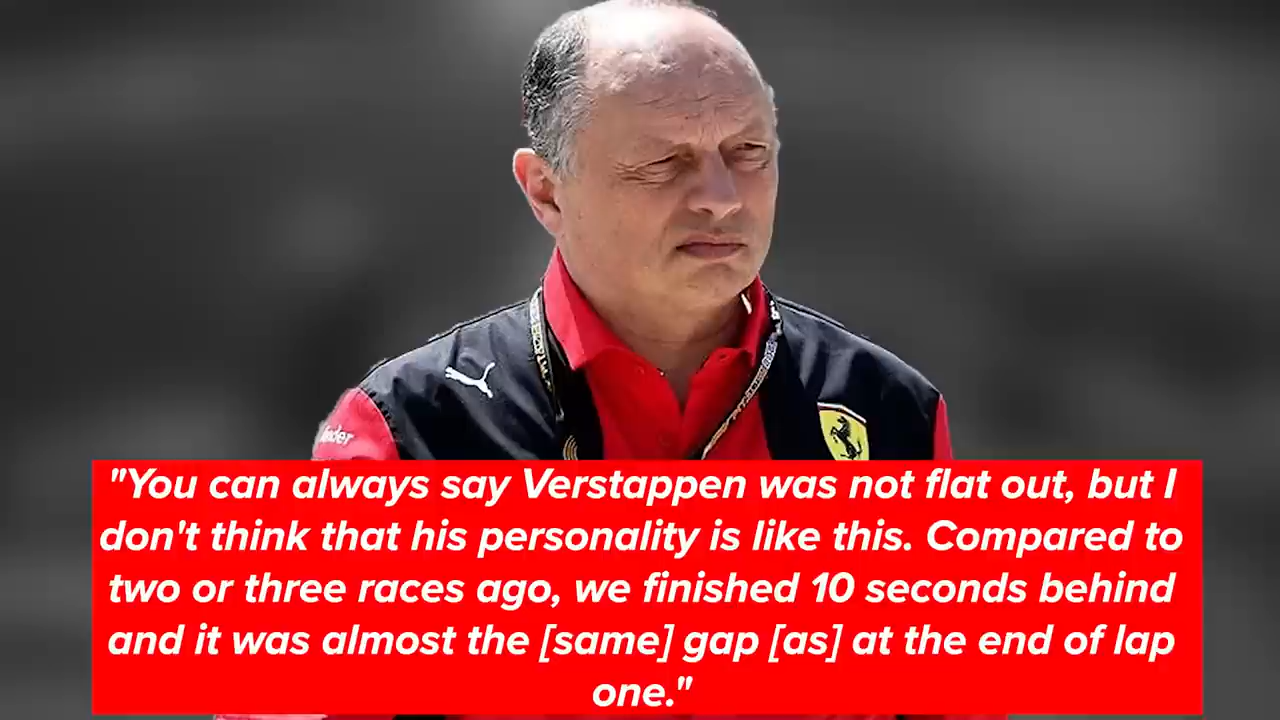 nder
"You can always say Verstappen was not flat out, but I
don't think that his personality is like this. Compared to
two or three races ago, we finished 10 seconds behind
and it was almost the [same] gap [as] at the end of lap
one."